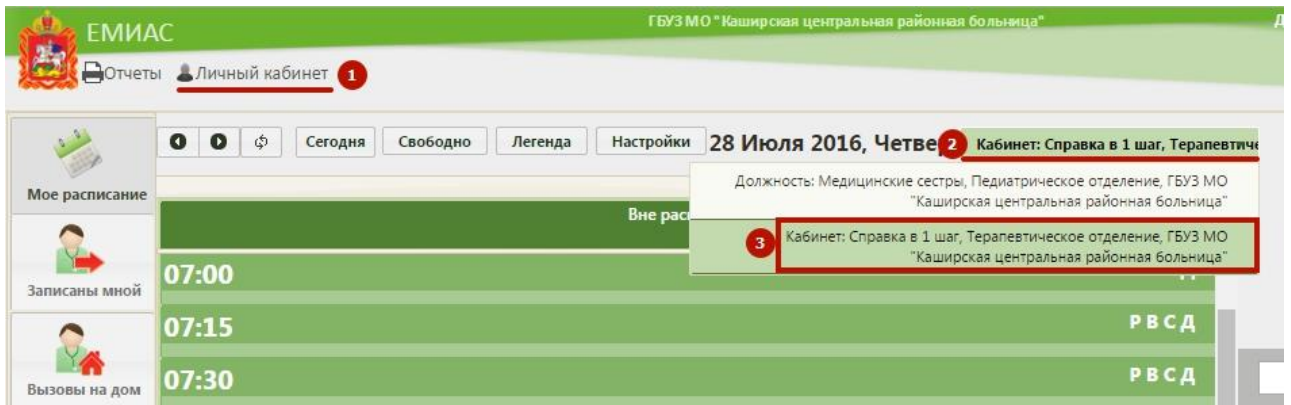 ЕМИАС
ГБУЗ МО "Каширская центральная районная больница"
Отчеты Личный кабинет 1
Сегодня Свободно Легенда Настройки 28 Июля 2016, 2 Кабинет: Справка в 1 шаг,
Мое расписание
Должность: Медицинские сестры, Педиатрическое отделение, ГБУЗ МО
"Каширская центральная районная больница"
Вне
3 Кабинет: Справка в 1 шаг, Терапевтическое отделение, ГБУЗ МО
"Каширская центральная районная больница"
Записаны мной
07:00
07:15 Р В С Д
Вызовы на дом
07:30 Р В С Д